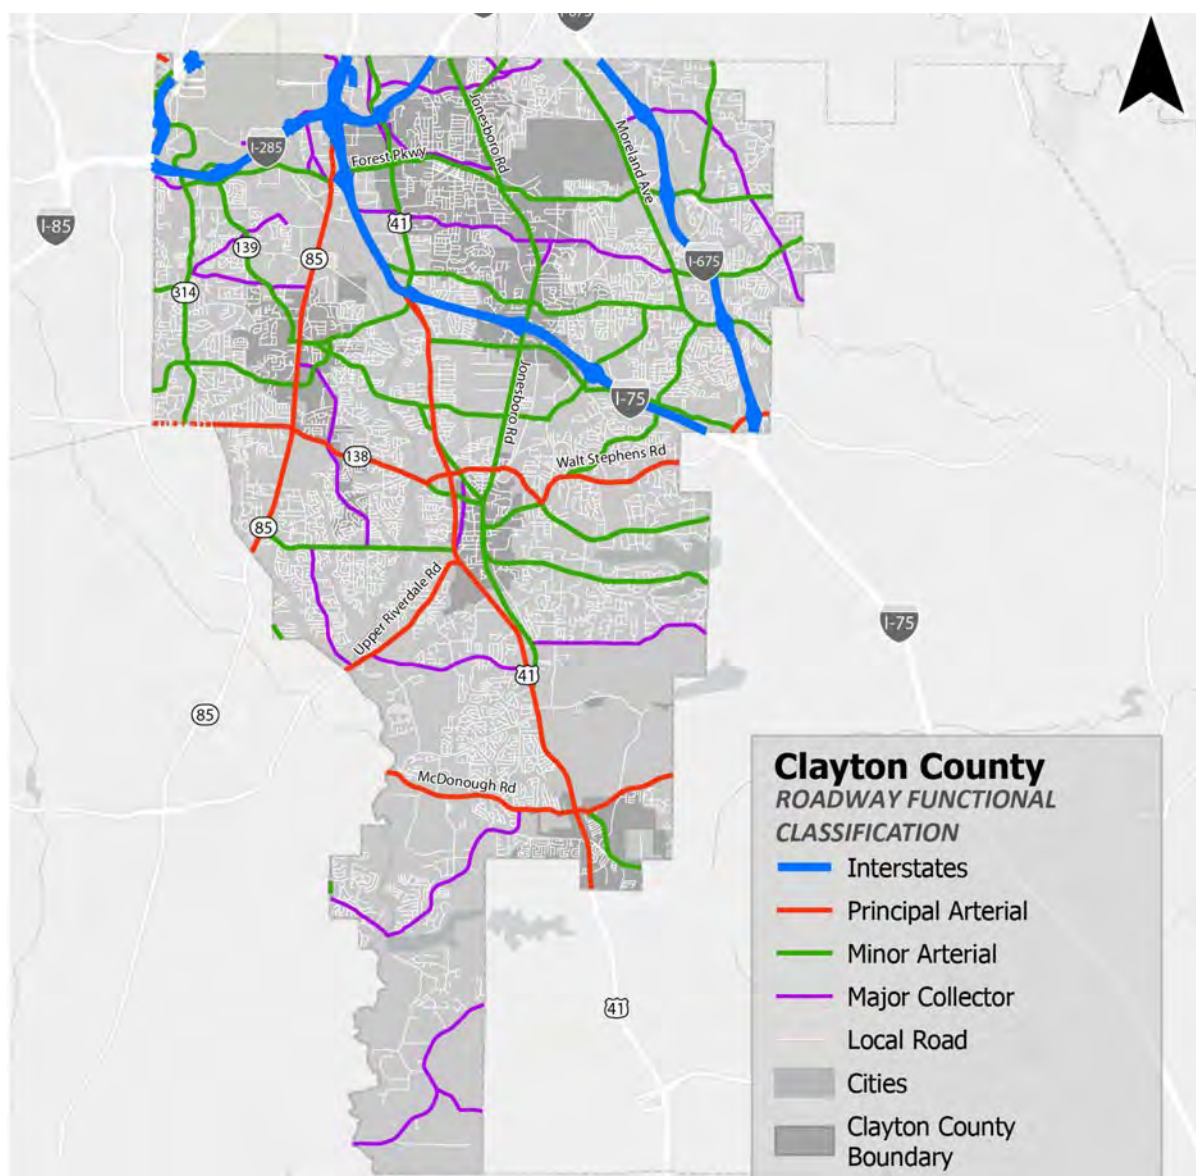 I-675
I-285
Forest Pkwy
Jonesboro Rd
Moreland Ave
I-85
41
139
85
I-675
314
Jonesboro Rd
I-75
138
Walt Stephens Rd
85
Upper Riverdale Rd
I-75
41
85
McDonough Rd
41
Clayton County
ROADWAY FUNCTIONAL
CLASSIFICATION
Interstates
Principal Arterial
Minor Arterial
Major Collector
Local Road
Cities
Clayton County
Boundary